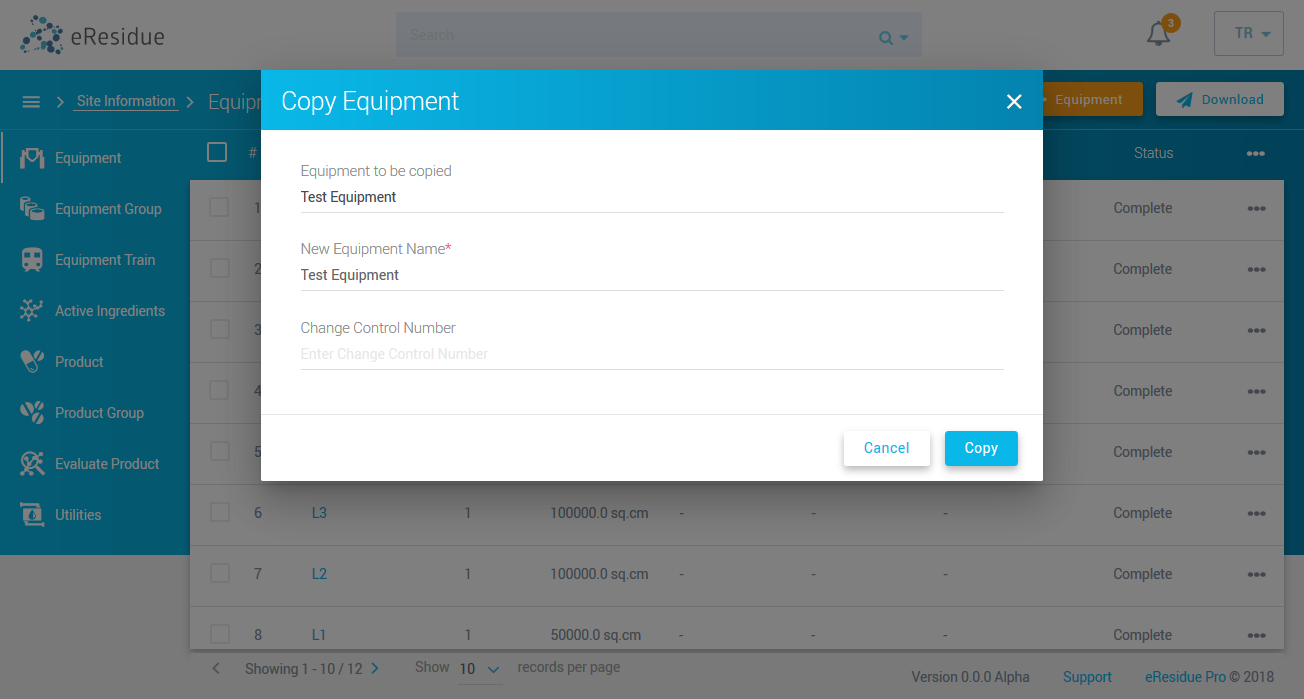 eResidue
Search
3
TR
Site Information
Equipment
Download
Copy Equipment
Equipment
Equipment Group
Equipment Train
Active Ingredients
Product
Product Group
Evaluate Product
Utilities
#
Status
Equipment to be copied
Test Equipment
New Equipment Name*
Test Equipment
Change Control Number
Enter Change Control Number
Cancel
Copy
1 Complete
2 Complete
3 Complete
4 Complete
5 Complete
6 L3 1 100000.0 sq.cm - - - Complete
7 L2 1 100000.0 sq.cm - - - Complete
8 L1 1 50000.0 sq.cm - - - Complete
Showing 1 - 10 / 12
Show 10 records per page
Version 0.0.0 Alpha Support eResidue Pro © 2018